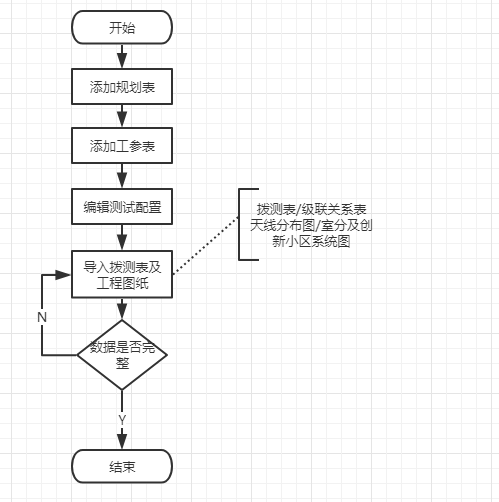 开始
添加规划表
添加工参表
编辑测试配置
拨测表/级联关系表
天线分布图/室分及创
新小区系统图
导入拨测表及
工程图纸
N
数据是否完
整
Y
结束